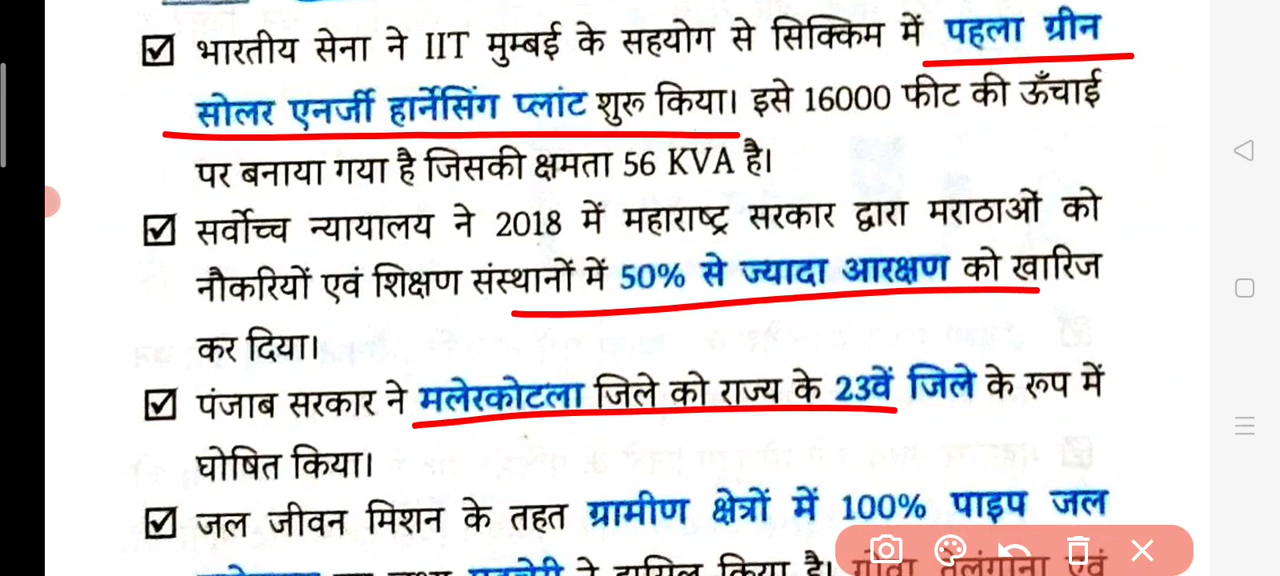 भारतीय सेना ने IIT मुम्बई के सहयोग से सिक्किम में पहला ग्रीन
सोलर एनर्जी हार्नेसिंग प्लांट शुरू किया। इसे 16000 फीट की ऊँचाई
पर बनाया गया है जिसकी क्षमता 56 KVA है।
सर्वोच्च न्यायालय ने 2018 में महाराष्ट्र सरकार द्वारा मराठाओं को
नौकरियों एवं शिक्षण संस्थानों में 50% से ज्यादा आरक्षण को खारिज
कर दिया।
पंजाब सरकार ने मलेरकोटला जिले को राज्य के 23वें जिले के रूप में
घोषित किया।
जल जीवन मिशन के तहत ग्रामीण क्षेत्रों में 100% पाइप जल
ने हासिल किया है। गोवा तेलंगाना एवं